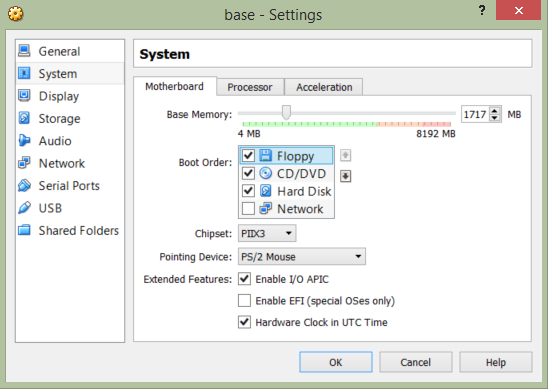 base - Settings
?
General
System
Display
Storage
Audio
Network
Serial Ports
USB
Shared Folders
System
Motherboard Processor Acceleration
Base Memory: 1717 MB
4 MB 8192 MB
Boot Order: Floppy
CD/DVD
Hard Disk
Network
Chipset: PIIX3
Pointing Device: PS/2 Mouse
Extended Features: Enable I/O APIC
Enable EFI (special OSes only)
Hardware Clock in UTC Time
OK Cancel Help